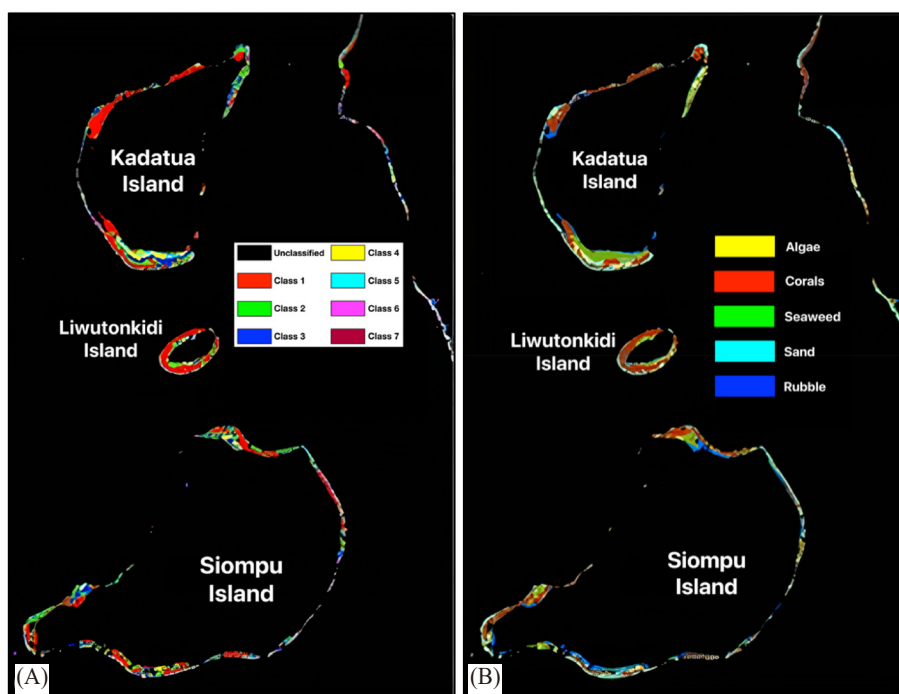 Kadatua
Island
Unclassified
Class 4
Class 1
Class 5
Class 2
Class 6
Class 3
Class 7
Liwutonkidi
Island
Siompu
Island
(A)
Kadatua
Island
Algae
Corals
Seaweed
Sand
Rubble
Liwutonkidi
Island
Siompu
Island
(B)